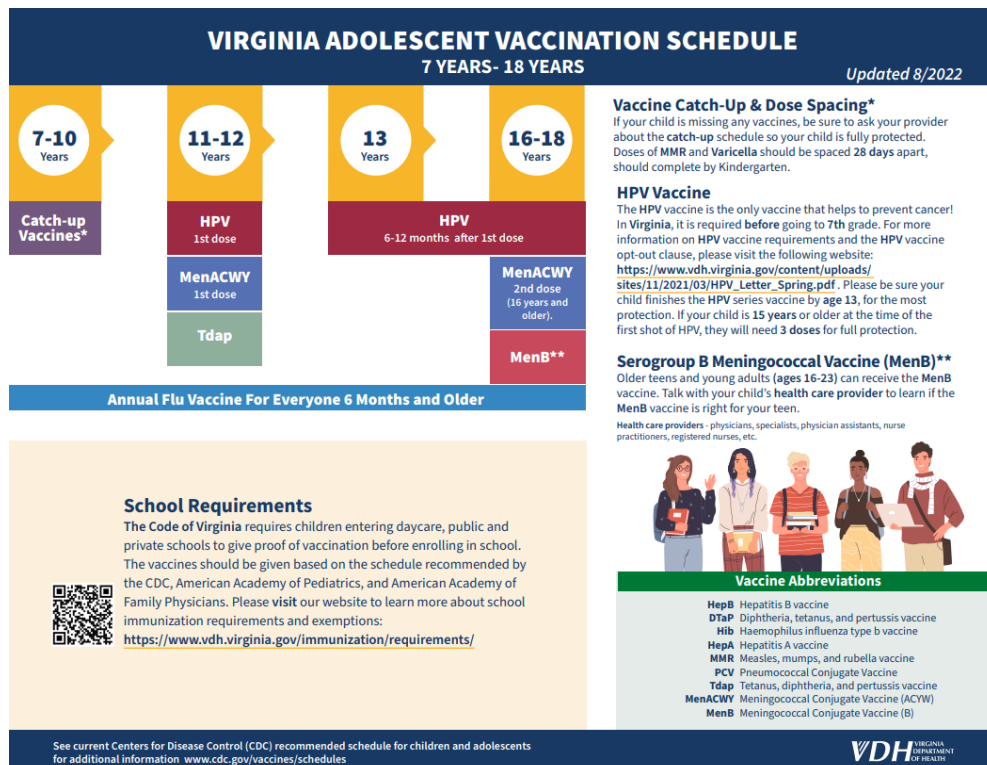 VIRGINIA ADOLESCENT VACCINATION SCHEDULE
7 YEARS- 18 YEARS
Updated 8/2022
7-10
Years
11-12
Years
13
Years
16-18
Years
Catch-up
Vaccines*
HPV
1st dose
HPV
6-12 months after 1st dose
MenACWY
1st dose
MenACWY
2nd dose
(16 years and
older).
Tdap
MenB**
Annual Flu Vaccine For Everyone 6 Months and Older
School Requirements
The Code of Virginia requires children entering daycare, public and
private schools to give proof of vaccination before enrolling in school.
The vaccines should be given based on the schedule recommended by
the CDC, American Academy of Pediatrics, and American Academy of
Family Physicians. Please visit our website to learn more about school
immunization requirements and exemptions:
https://www.vdh.virginia.gov/immunization/requirements/
Vaccine Catch-Up & Dose Spacing*
If your child is missing any vaccines, be sure to ask your provider
about the catch-up schedule so your child is fully protected.
Doses of MMR and Varicella should be spaced 28 days apart,
should complete by Kindergarten.
HPV Vaccine
The HPV vaccine is the only vaccine that helps to prevent cancer!
In Virginia, it is required before going to 7th grade. For more
information on HPV vaccine requirements and the HPV vaccine
opt-out clause, please visit the following website:
https://www.vdh.virginia.gov/content/uploads/
sites/11/2021/03/HPV_Letter_Spring.pdf . Please be sure your
child finishes the HPV series vaccine by age 13, for the most
protection. If your child is 15 years or older at the time of the
first shot of HPV, they will need 3 doses for full protection.
Serogroup B Meningococcal Vaccine (MenB)**
Older teens and young adults (ages 16-23) can receive the MenB
vaccine. Talk with your child's health care provider to learn if the
MenB vaccine is right for your teen.
Health care providers - physicians, specialists, physician assistants, nurse
practitioners, registered nurses, etc.
Vaccine Abbreviations
HepB Hepatitis B vaccine
DTaP Diphtheria, tetanus, and pertussis vaccine
Hib Haemophilus influenza type b vaccine
HepA Hepatitis A vaccine
MMR Measles, mumps, and rubella vaccine
PCV Pneumococcal Conjugate Vaccine
Tdap Tetanus, diphtheria, and pertussis vaccine
MenACWY Meningococcal Conjugate Vaccine (ACYW)
MenB Meningococcal Conjugate Vaccine (B)
See current Centers for Disease Control (CDC) recommended schedule for children and adolescents
for additional information www.cdc.gov/vaccines/schedules
VDH VIRGINIA
DEPARTMENT
OF HEALTH